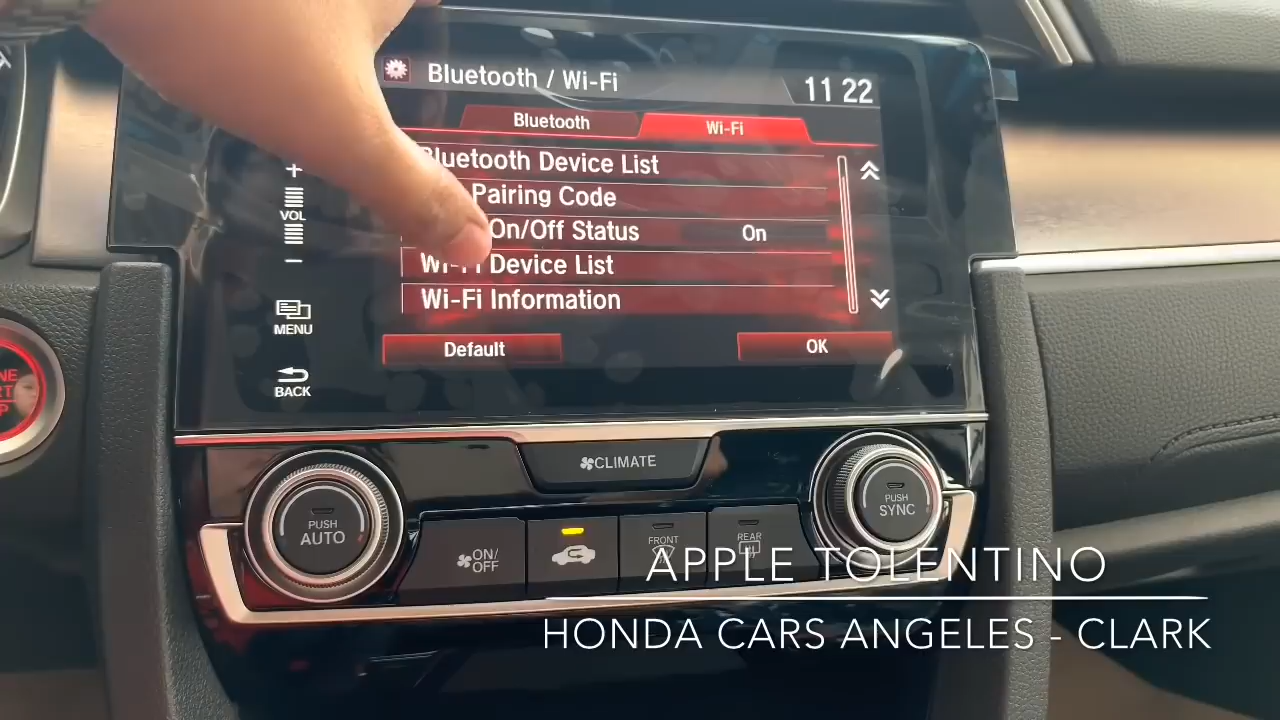 Bluetooth / Wi-Fi
11 22
Bluetooth
Wi-Fi
Bluetooth Device List
Pairing Code
On/Off Status On
Wi-Fi Device List
Wi-Fi Information
Default
OK
+
VOL
–
MENU
BACK
CLIMATE
PUSH
AUTO
ON/
OFF
FRONT
REAR
PUSH
SYNC
APPLE TOLENTINO
HONDA CARS ANGELES - CLARK